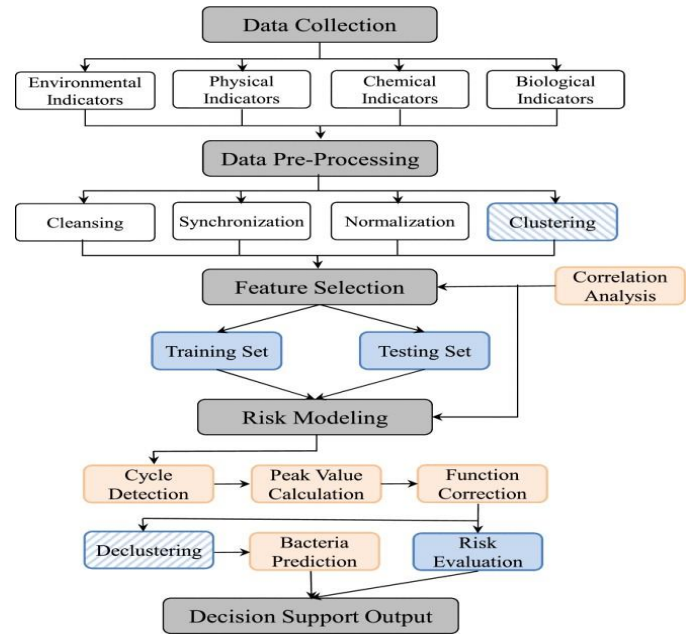 Data Collection
Environmental
Indicators
Physical
Indicators
Chemical
Indicators
Biological
Indicators
Data Pre-Processing
Cleansing
Synchronization
Normalization
Clustering
Feature Selection
Correlation
Analysis
Training Set
Testing Set
Risk Modeling
Cycle
Detection
Peak Value
Calculation
Function
Correction
Declustering
Bacteria
Prediction
Risk
Evaluation
Decision Support Output